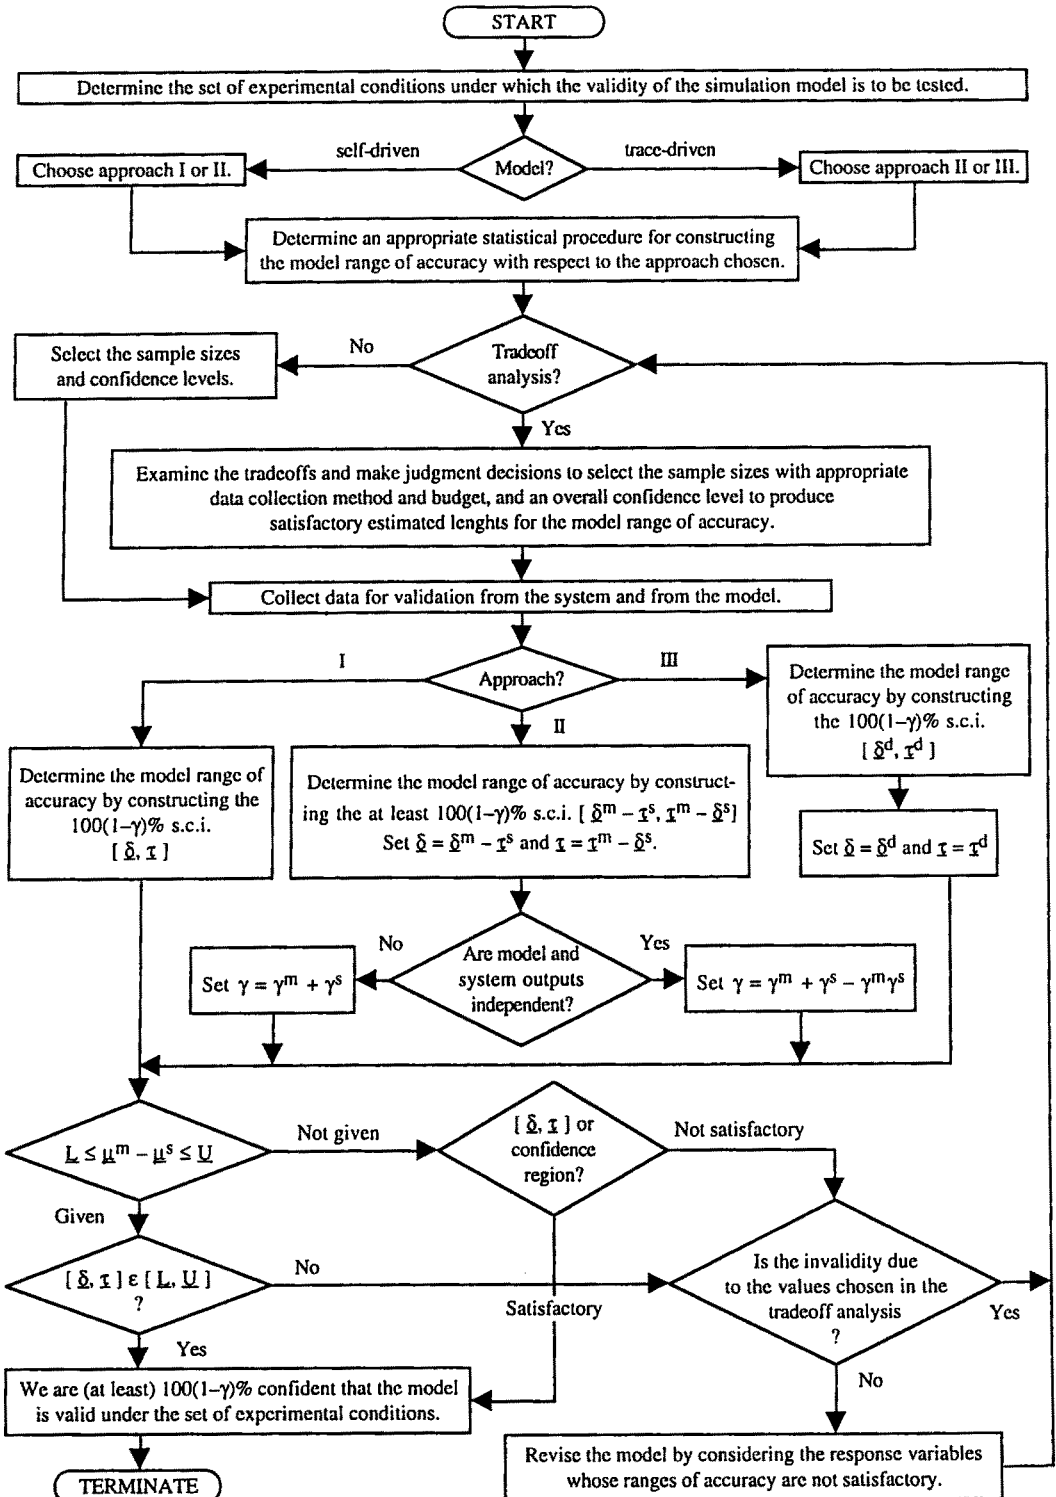 START
Determine the set of experimental conditions under which the validity of the simulation model is to be tested.
self-driven
Model?
trace-driven
Choose approach I or II.
Choose approach II or III.
Determine an appropriate statistical procedure for constructing
the model range of accuracy with respect to the approach chosen.
No
Tradeoff
analysis?
Select the sample sizes
and confidence levels.
Yes
Examine the tradeoffs and make judgment decisions to select the sample sizes with appropriate
data collection method and budget, and an overall confidence level to produce
satisfactory estimated lenghts for the model range of accuracy.
Collect data for validation from the system and from the model.
I
Approach?
III
II
Determine the model range
of accuracy by constructing
the 100(1–γ)% s.c.i.
[ δ̲ᵈ, τ̲ᵈ ]
Determine the model range of
accuracy by constructing the
100(1–γ)% s.c.i.
[ δ̲, τ̲ ]
Determine the model range of accuracy by construct-
ing the at least 100(1–γ)% s.c.i. [ δ̲ᵐ – τ̲ˢ, τ̲ᵐ – δ̲ˢ]
Set δ̲ = δ̲ᵐ – τ̲ˢ and τ̲ = τ̲ᵐ – δ̲ˢ.
Set δ̲ = δ̲ᵈ and τ̲ = τ̲ᵈ
No
Are model and
system outputs
independent?
Yes
Set γ = γᵐ + γˢ
Set γ = γᵐ + γˢ – γᵐγˢ
L̲ ≤ μ̲ᵐ – μ̲ˢ ≤ U̲
Not given
[ δ̲, τ̲ ] or
confidence
region?
Not satisfactory
Given
[ δ̲, τ̲ ] ε [ L̲, U̲ ]
?
No
Satisfactory
Is the invalidity due
to the values chosen in the
tradeoff analysis
?
Yes
Yes
No
We are (at least) 100(1–γ)% confident that the model
is valid under the set of experimental conditions.
Revise the model by considering the response variables
whose ranges of accuracy are not satisfactory.
TERMINATE